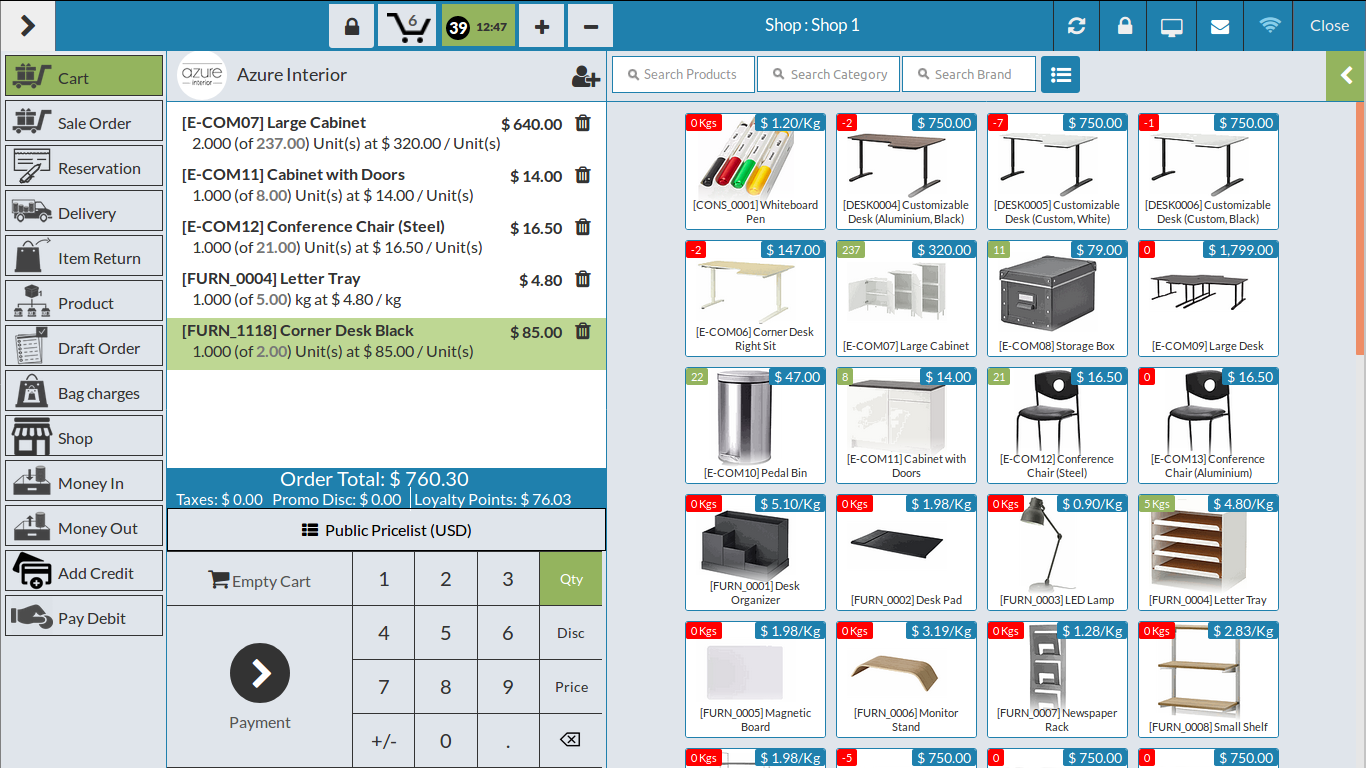 6
39 12:47
Shop : Shop 1
Close
Cart
Sale Order
Reservation
Delivery
Item Return
Product
Draft Order
Bag charges
Shop
Money In
Money Out
Add Credit
Pay Debit
azure
interior
Azure Interior
[E-COM07] Large Cabinet $ 640.00
2.000 (of 237.00) Unit(s) at $ 320.00 / Unit(s)
[E-COM11] Cabinet with Doors $ 14.00
1.000 (of 8.00) Unit(s) at $ 14.00 / Unit(s)
[E-COM12] Conference Chair (Steel) $ 16.50
1.000 (of 21.00) Unit(s) at $ 16.50 / Unit(s)
[FURN_0004] Letter Tray $ 4.80
1.000 (of 5.00) kg at $ 4.80 / kg
[FURN_1118] Corner Desk Black $ 85.00
1.000 (of 2.00) Unit(s) at $ 85.00 / Unit(s)
Order Total: $ 760.30
Taxes: $ 0.00 Promo Disc: $ 0.00 Loyalty Points: $ 76.03
Public Pricelist (USD)
Empty Cart
Payment
1 2 3 Qty
4 5 6 Disc
7 8 9 Price
+/- 0 .
Search Products Search Category Search Brand
0 Kgs $ 1.20/Kg
[CONS_0001] Whiteboard
Pen
-2 $ 750.00
[DESK0004] Customizable
Desk (Aluminium, Black)
-7 $ 750.00
[DESK0005] Customizable
Desk (Custom, White)
-1 $ 750.00
[DESK0006] Customizable
Desk (Custom, Black)
-2 $ 147.00
[E-COM06] Corner Desk
Right Sit
237 $ 320.00
[E-COM07] Large Cabinet
11 $ 79.00
[E-COM08] Storage Box
0 $ 1,799.00
[E-COM09] Large Desk
22 $ 47.00
[E-COM10] Pedal Bin
8 $ 14.00
[E-COM11] Cabinet with
Doors
21 $ 16.50
[E-COM12] Conference
Chair (Steel)
0 $ 16.50
[E-COM13] Conference
Chair (Aluminium)
0 Kgs $ 5.10/Kg
[FURN_0001] Desk
Organizer
0 Kgs $ 1.98/Kg
[FURN_0002] Desk Pad
0 Kgs $ 0.90/Kg
[FURN_0003] LED Lamp
5 Kgs $ 4.80/Kg
[FURN_0004] Letter Tray
0 Kgs $ 1.98/Kg
[FURN_0005] Magnetic
Board
0 Kgs $ 3.19/Kg
[FURN_0006] Monitor
Stand
0 Kgs $ 1.28/Kg
[FURN_0007] Newspaper
Rack
0 Kgs $ 2.83/Kg
[FURN_0008] Small Shelf
0 Kgs $ 1.98/Kg
-5 $ 750.00
0 $ 750.00
0 $ 750.00